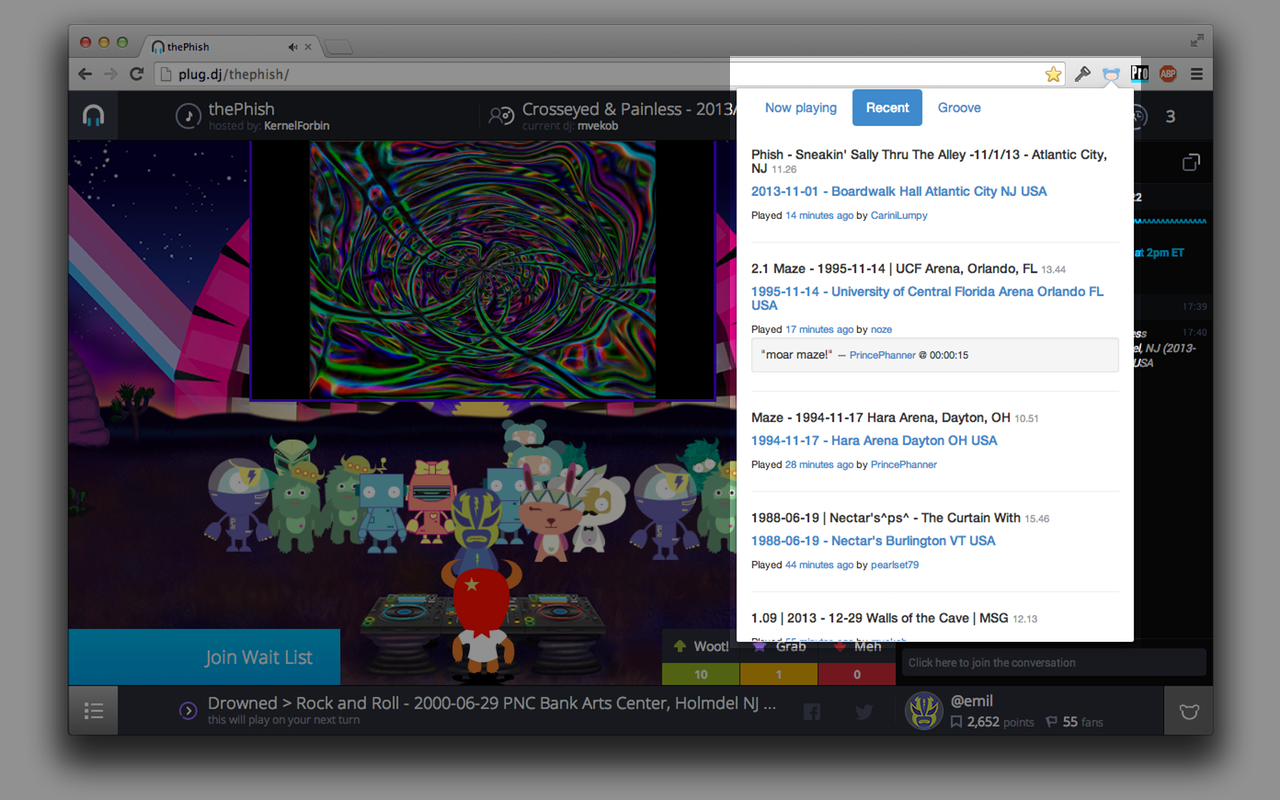 thePhish
plug.dj/thephish/
Pro
ABP
thePhish
hosted by: KernelForbin
Crosseyed & Painless - 2013/
current dj: mvekob
3
Now playing
Recent
Groove
Phish - Sneakin' Sally Thru The Alley -11/1/13 - Atlantic City,
NJ 11.26
2013-11-01 - Boardwalk Hall Atlantic City NJ USA
Played 14 minutes ago by CariniLumpy
2.1 Maze - 1995-11-14 | UCF Arena, Orlando, FL 13.44
1995-11-14 - University of Central Florida Arena Orlando FL
USA
Played 17 minutes ago by noze
"moar maze!" — PrincePhanner @ 00:00:15
Maze - 1994-11-17 Hara Arena, Dayton, OH 10.51
1994-11-17 - Hara Arena Dayton OH USA
Played 28 minutes ago by PrincePhanner
1988-06-19 | Nectar's^ps^ - The Curtain With 15.46
1988-06-19 - Nectar's Burlington VT USA
Played 44 minutes ago by pearlset79
1.09 | 2013 - 12-29 Walls of the Cave | MSG 12.13
Played 55 minutes ago by mvekob
22
^^^^^^^^^^^^^^
at 2pm ET
17:39
ess 17:40
el, NJ (2013-
USA
Join Wait List
Woot!
Grab
Meh
10
1
0
Click here to join the conversation
Drowned > Rock and Roll - 2000-06-29 PNC Bank Arts Center, Holmdel NJ ...
this will play on your next turn
@emil
2,652 points
55 fans